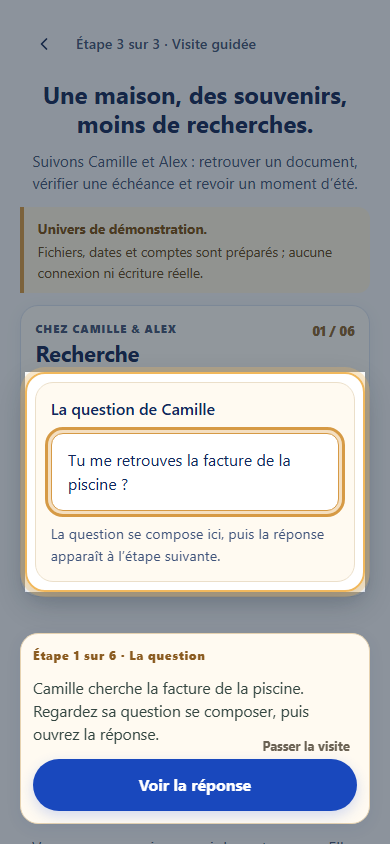 Étape 3 sur 3 · Visite guidée
Une maison, des souvenirs,
moins de recherches.
Suivons Camille et Alex : retrouver un document,
vérifier une échéance et revoir un moment d’été.
Univers de démonstration.
Fichiers, dates et comptes sont préparés ; aucune
connexion ni écriture réelle.
CHEZ CAMILLE & ALEX
01 / 06
Recherche
La question de Camille
Tu me retrouves la facture de la
piscine ?
La question se compose ici, puis la réponse
apparaît à l’étape suivante.
Étape 1 sur 6 · La question
Camille cherche la facture de la piscine.
Regardez sa question se composer, puis
ouvrez la réponse.
Passer la visite
Voir la réponse